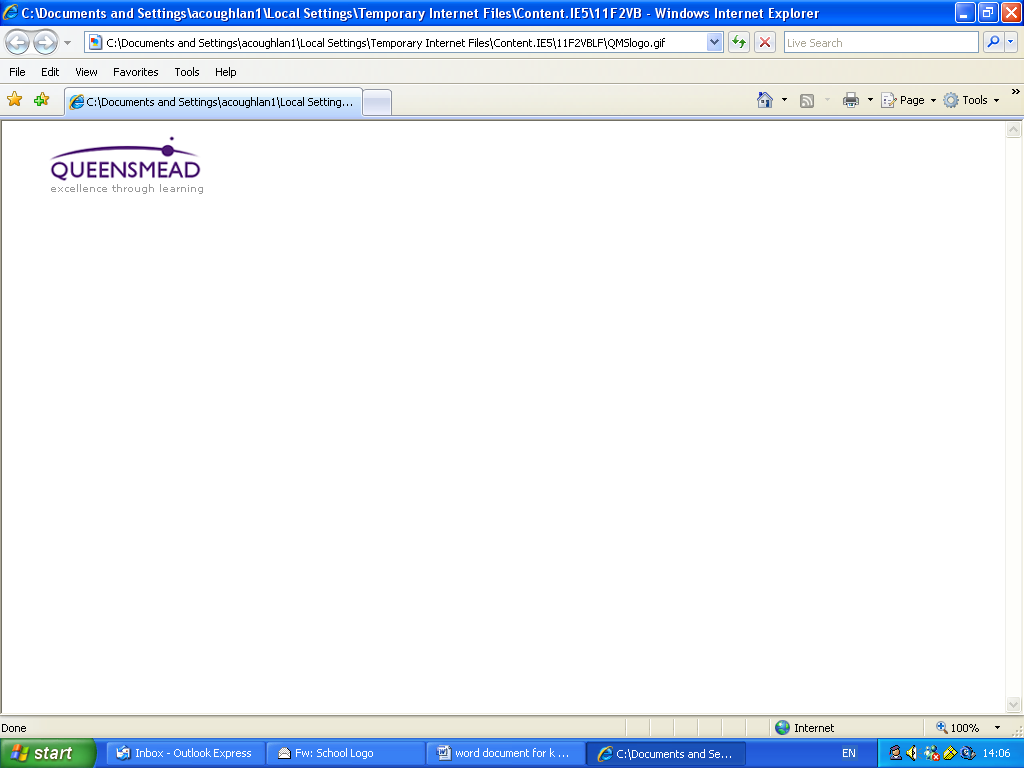 C:\Documents and Settings\acoughlan1\Local Settings\Temporary Internet Files\Content.IE5\11F2VB - Windows Internet Explorer
C:\Documents and Settings\acoughlan1\Local Settings\Temporary Internet Files\Content.IE5\11F2VBLF\QMSlogo.gif
Live Search
File Edit View Favorites Tools Help
C:\Documents and Settings\acoughlan1\Local Setting...
Page Tools
QUEENSMEAD
excellence through learning
Done
Internet
100%
start
Inbox - Outlook Express
Fw: School Logo
word document for k ...
C:\Documents and Se...
EN
14:06